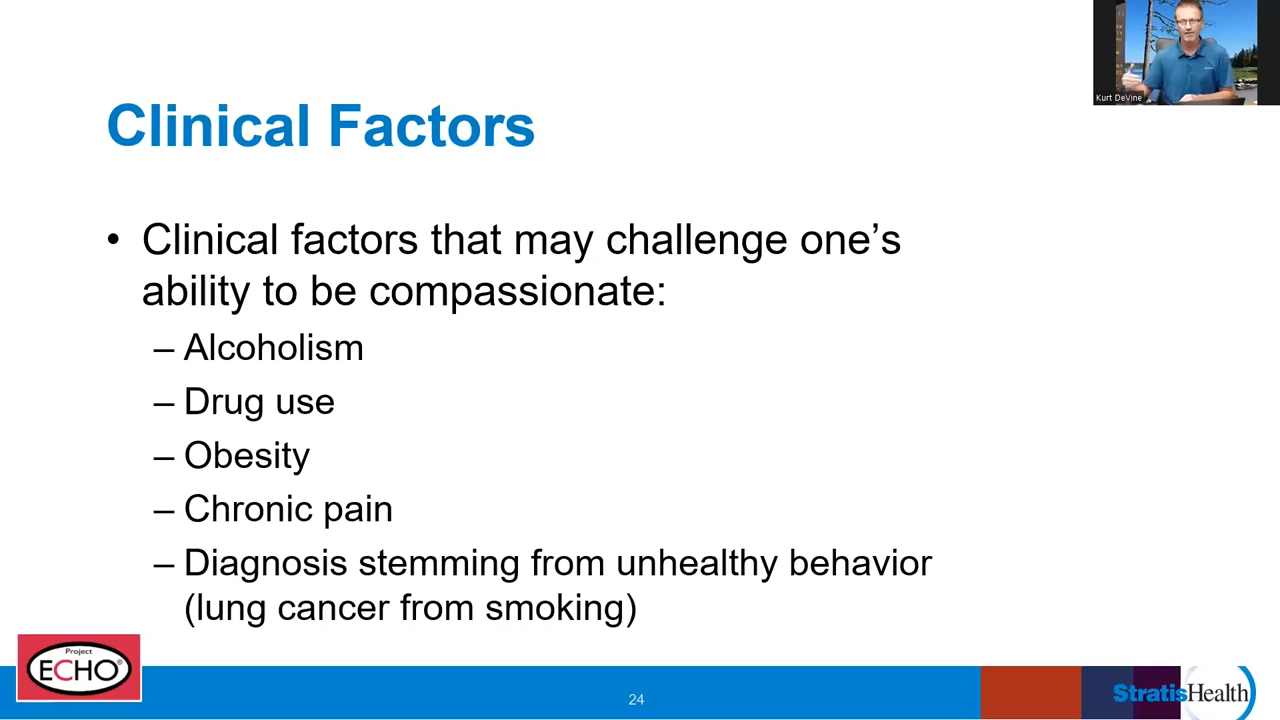 Kurt DeVine
Clinical Factors
• Clinical factors that may challenge one’s
ability to be compassionate:
– Alcoholism
– Drug use
– Obesity
– Chronic pain
– Diagnosis stemming from unhealthy behavior
(lung cancer from smoking)
Project
ECHO®
24
StratisHealth